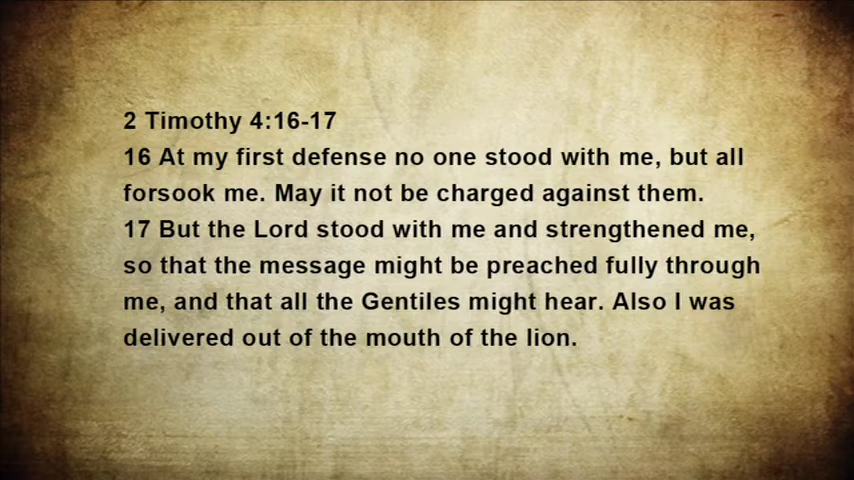 2 Timothy 4:16-17
16 At my first defense no one stood with me, but all
forsook me. May it not be charged against them.
17 But the Lord stood with me and strengthened me,
so that the message might be preached fully through
me, and that all the Gentiles might hear. Also I was
delivered out of the mouth of the lion.